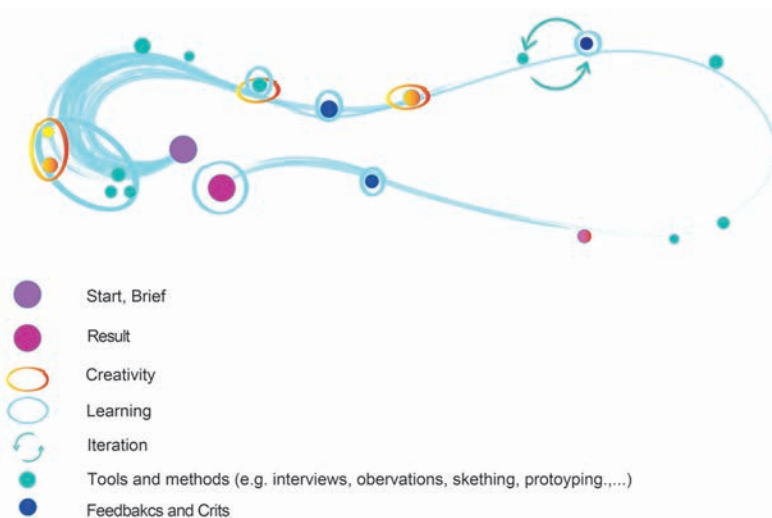 Start, Brief
Result
Creativity
Learning
Iteration
Tools and methods (e.g. interviews, obervations, skething, protoyping.,...)
Feedbakcs and Crits